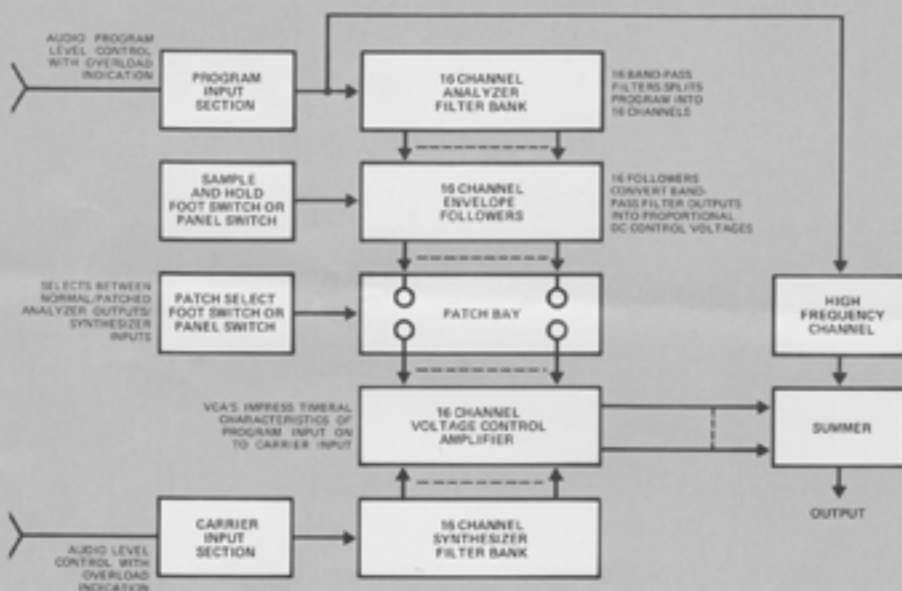 AUDIO PROGRAM
LEVEL CONTROL
WITH OVERLOAD
INDICATION
PROGRAM
INPUT
SECTION
16 CHANNEL
ANALYZER
FILTER BANK
16 BAND-PASS
FILTERS SPLITS
PROGRAM INTO
16 CHANNELS
SAMPLE
AND HOLD
FOOT SWITCH OR
PANEL SWITCH
16 CHANNEL
ENVELOPE
FOLLOWERS
16 FOLLOWERS
CONVERT BAND-
PASS FILTER OUTPUTS
INTO PROPORTIONAL
DC CONTROL VOLTAGES
SELECTS BETWEEN
NORMAL/PATCHED
ANALYZER OUTPUTS/
SYNTHESIZER
INPUTS
PATCH SELECT
FOOT SWITCH OR
PANEL SWITCH
PATCH BAY
HIGH
FREQUENCY
CHANNEL
VCA'S IMPRESS TIMBRAL
CHARACTERISTICS OF
PROGRAM INPUT ON
TO CARRIER INPUT
16 CHANNEL
VOLTAGE CONTROL
AMPLIFIER
SUMMER
OUTPUT
CARRIER
INPUT
SECTION
16 CHANNEL
SYNTHESIZER
FILTER BANK
AUDIO LEVEL
CONTROL WITH
OVERLOAD
INDICATION